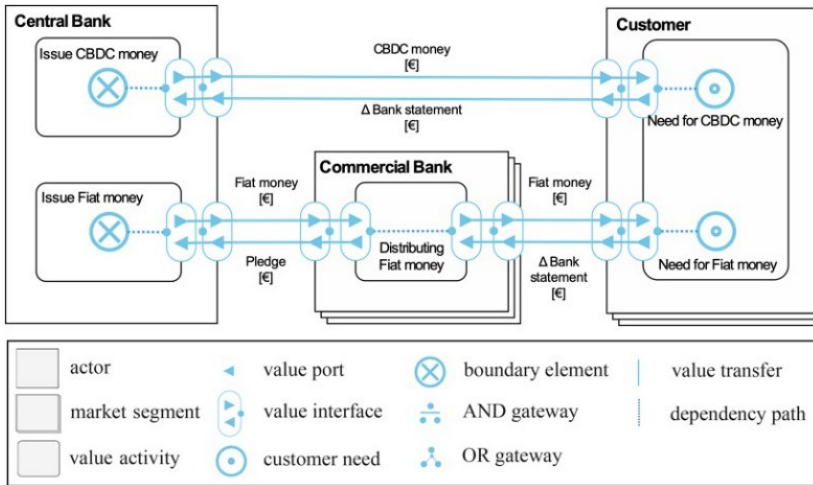 Central Bank
Customer
Issue CBDC money
CBDC money
[€]
Δ Bank statement
[€]
Need for CBDC money
Commercial Bank
Issue Fiat money
Fiat money
[€]
Fiat money
[€]
Distributing
Fiat money
Pledge
[€]
Δ Bank
statement
[€]
Need for Fiat money
actor
value port
boundary element
value transfer
market segment
value interface
AND gateway
dependency path
value activity
customer need
OR gateway